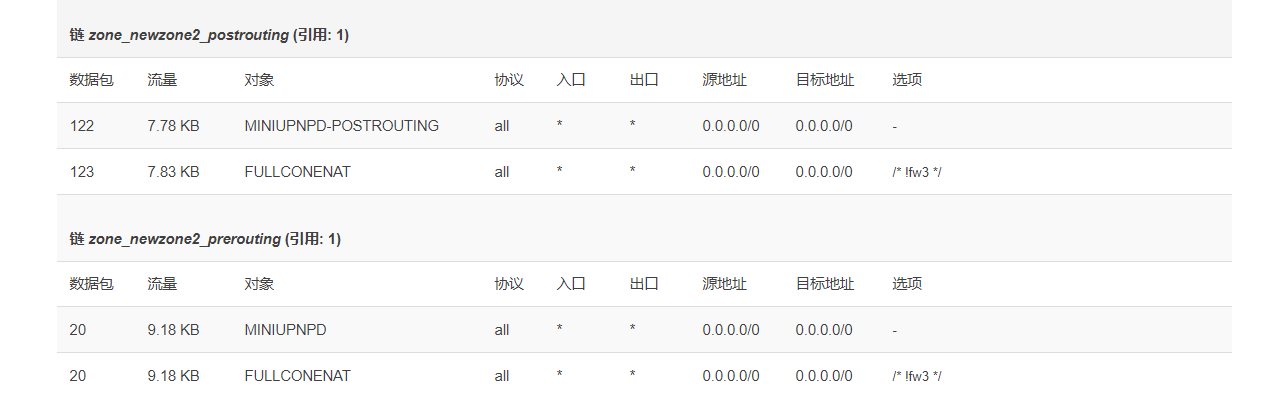 链 zone_newzone2_postrouting (引用: 1)
数据包 流量 对象 协议 入口 出口 源地址 目标地址 选项
122 7.78 KB MINIUPNPD-POSTROUTING all * * 0.0.0.0/0 0.0.0.0/0 -
123 7.83 KB FULLCONENAT all * * 0.0.0.0/0 0.0.0.0/0 /* !fw3 */
链 zone_newzone2_prerouting (引用: 1)
数据包 流量 对象 协议 入口 出口 源地址 目标地址 选项
20 9.18 KB MINIUPNPD all * * 0.0.0.0/0 0.0.0.0/0 -
20 9.18 KB FULLCONENAT all * * 0.0.0.0/0 0.0.0.0/0 /* !fw3 */